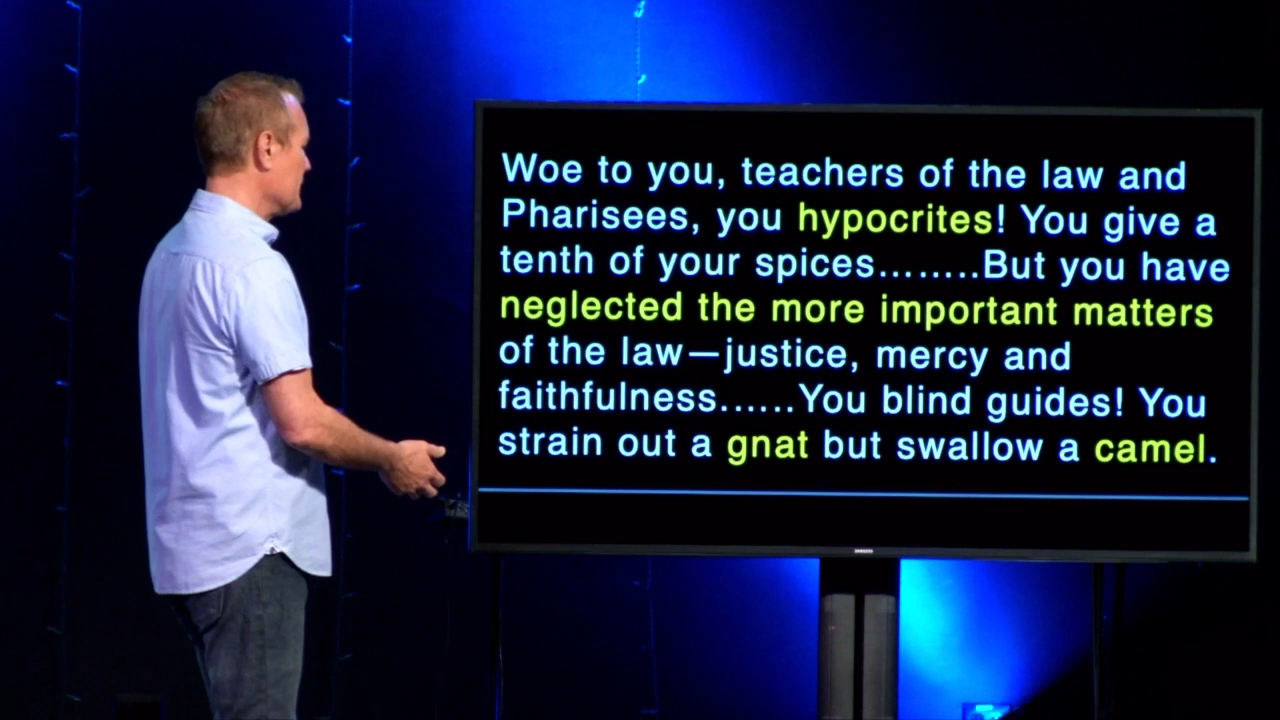 Woe to you, teachers of the law and
Pharisees, you hypocrites! You give a
tenth of your spices........But you have
neglected the more important matters
of the law—justice, mercy and
faithfulness......You blind guides! You
strain out a gnat but swallow a camel.
SAMSUNG